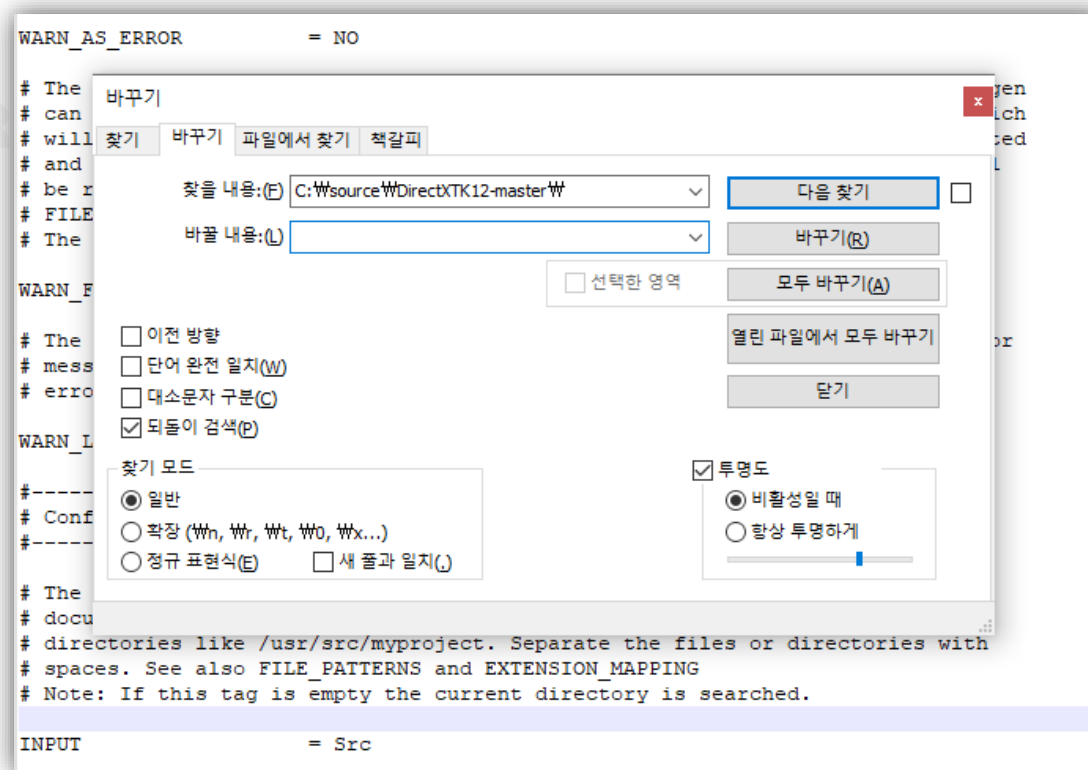 WARN_AS_ERROR = NO
# The
gen
바꾸기
x
# can
ich
# will
ted
찾기 바꾸기 파일에서 찾기 책갈피
# and
# be r
찾을 내용:(F) C:₩source₩DirectXTK12-master₩ 다음 찾기
# FILE
# The
바꿀 내용:(L) 바꾸기(R)
WARN_F
선택한 영역 모두 바꾸기(A)
# The
이전 방향 열린 파일에서 모두 바꾸기
or
# mess
단어 완전 일치(W)
# erro
대소문자 구분(C) 닫기
되돌이 검색(P)
WARN_L
찾기 모드 투명도
#-----
일반 비활성일 때
# Conf
확장 (₩n, ₩r, ₩t, ₩0, ₩x...) 항상 투명하게
#-----
정규 표현식(E) 새 줄과 일치(.)
# The
# docu
# directories like /usr/src/myproject. Separate the files or directories with
# spaces. See also FILE_PATTERNS and EXTENSION_MAPPING
# Note: If this tag is empty the current directory is searched.
INPUT = Src